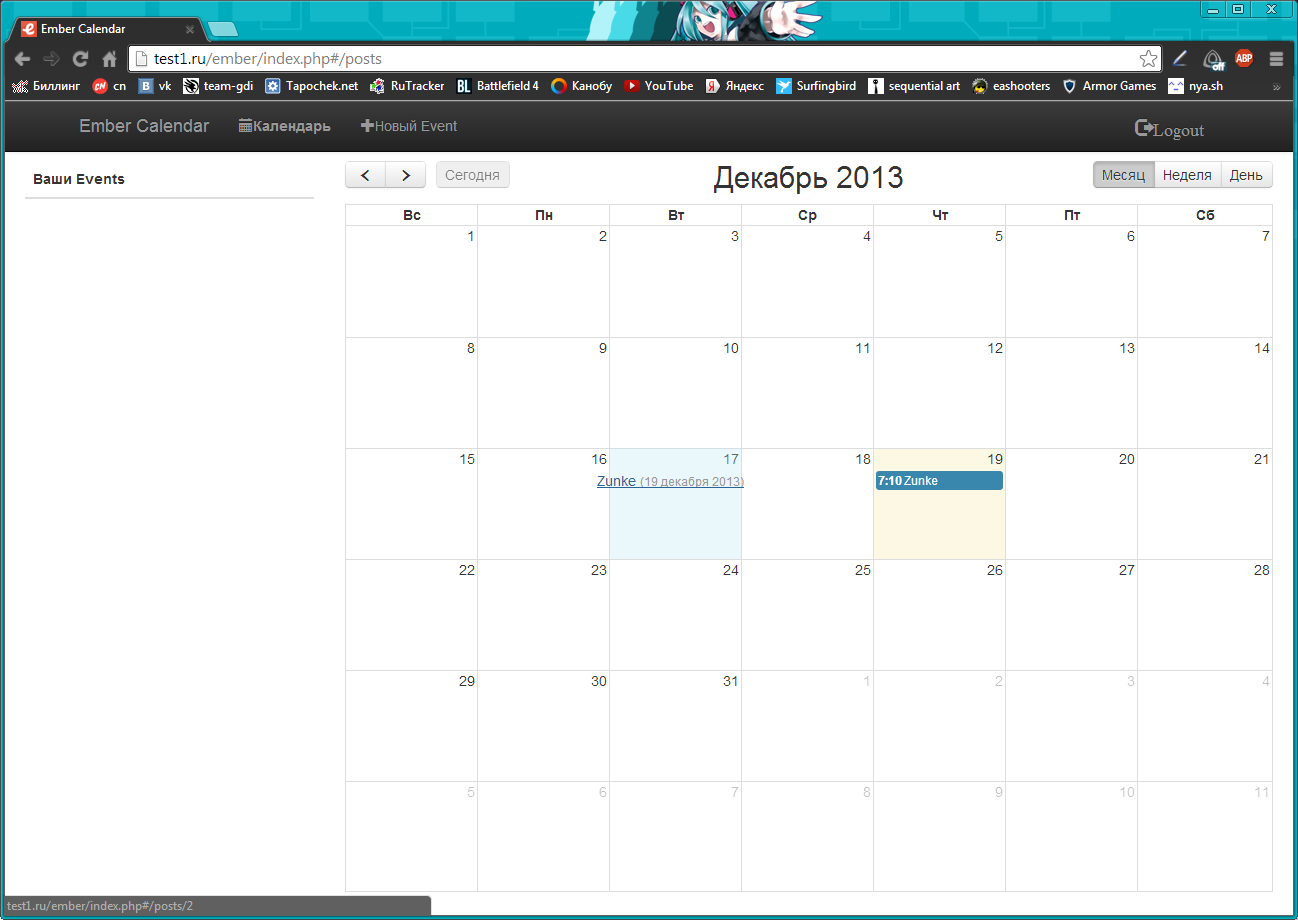 Ember Calendar
test1.ru/ember/index.php#/posts
ABP
off
Биллинг cn vk team-gdi Tapochek.net RuTracker Battlefield 4 Канобу YouTube Яндекс Surfingbird sequential art eashooters Armor Games nya.sh »
Ember Calendar Календарь Новый Event Logout
Ваши Events
Сегодня Декабрь 2013 Месяц Неделя День
Вс Пн Вт Ср Чт Пт Сб
1 2 3 4 5 6 7
8 9 10 11 12 13 14
15 16 17 18 19 20 21
Zunke (19 декабря 2013) 7:10 Zunke
22 23 24 25 26 27 28
29 30 31 1 2 3 4
5 6 7 8 9 10 11
test1.ru/ember/index.php#/posts/2